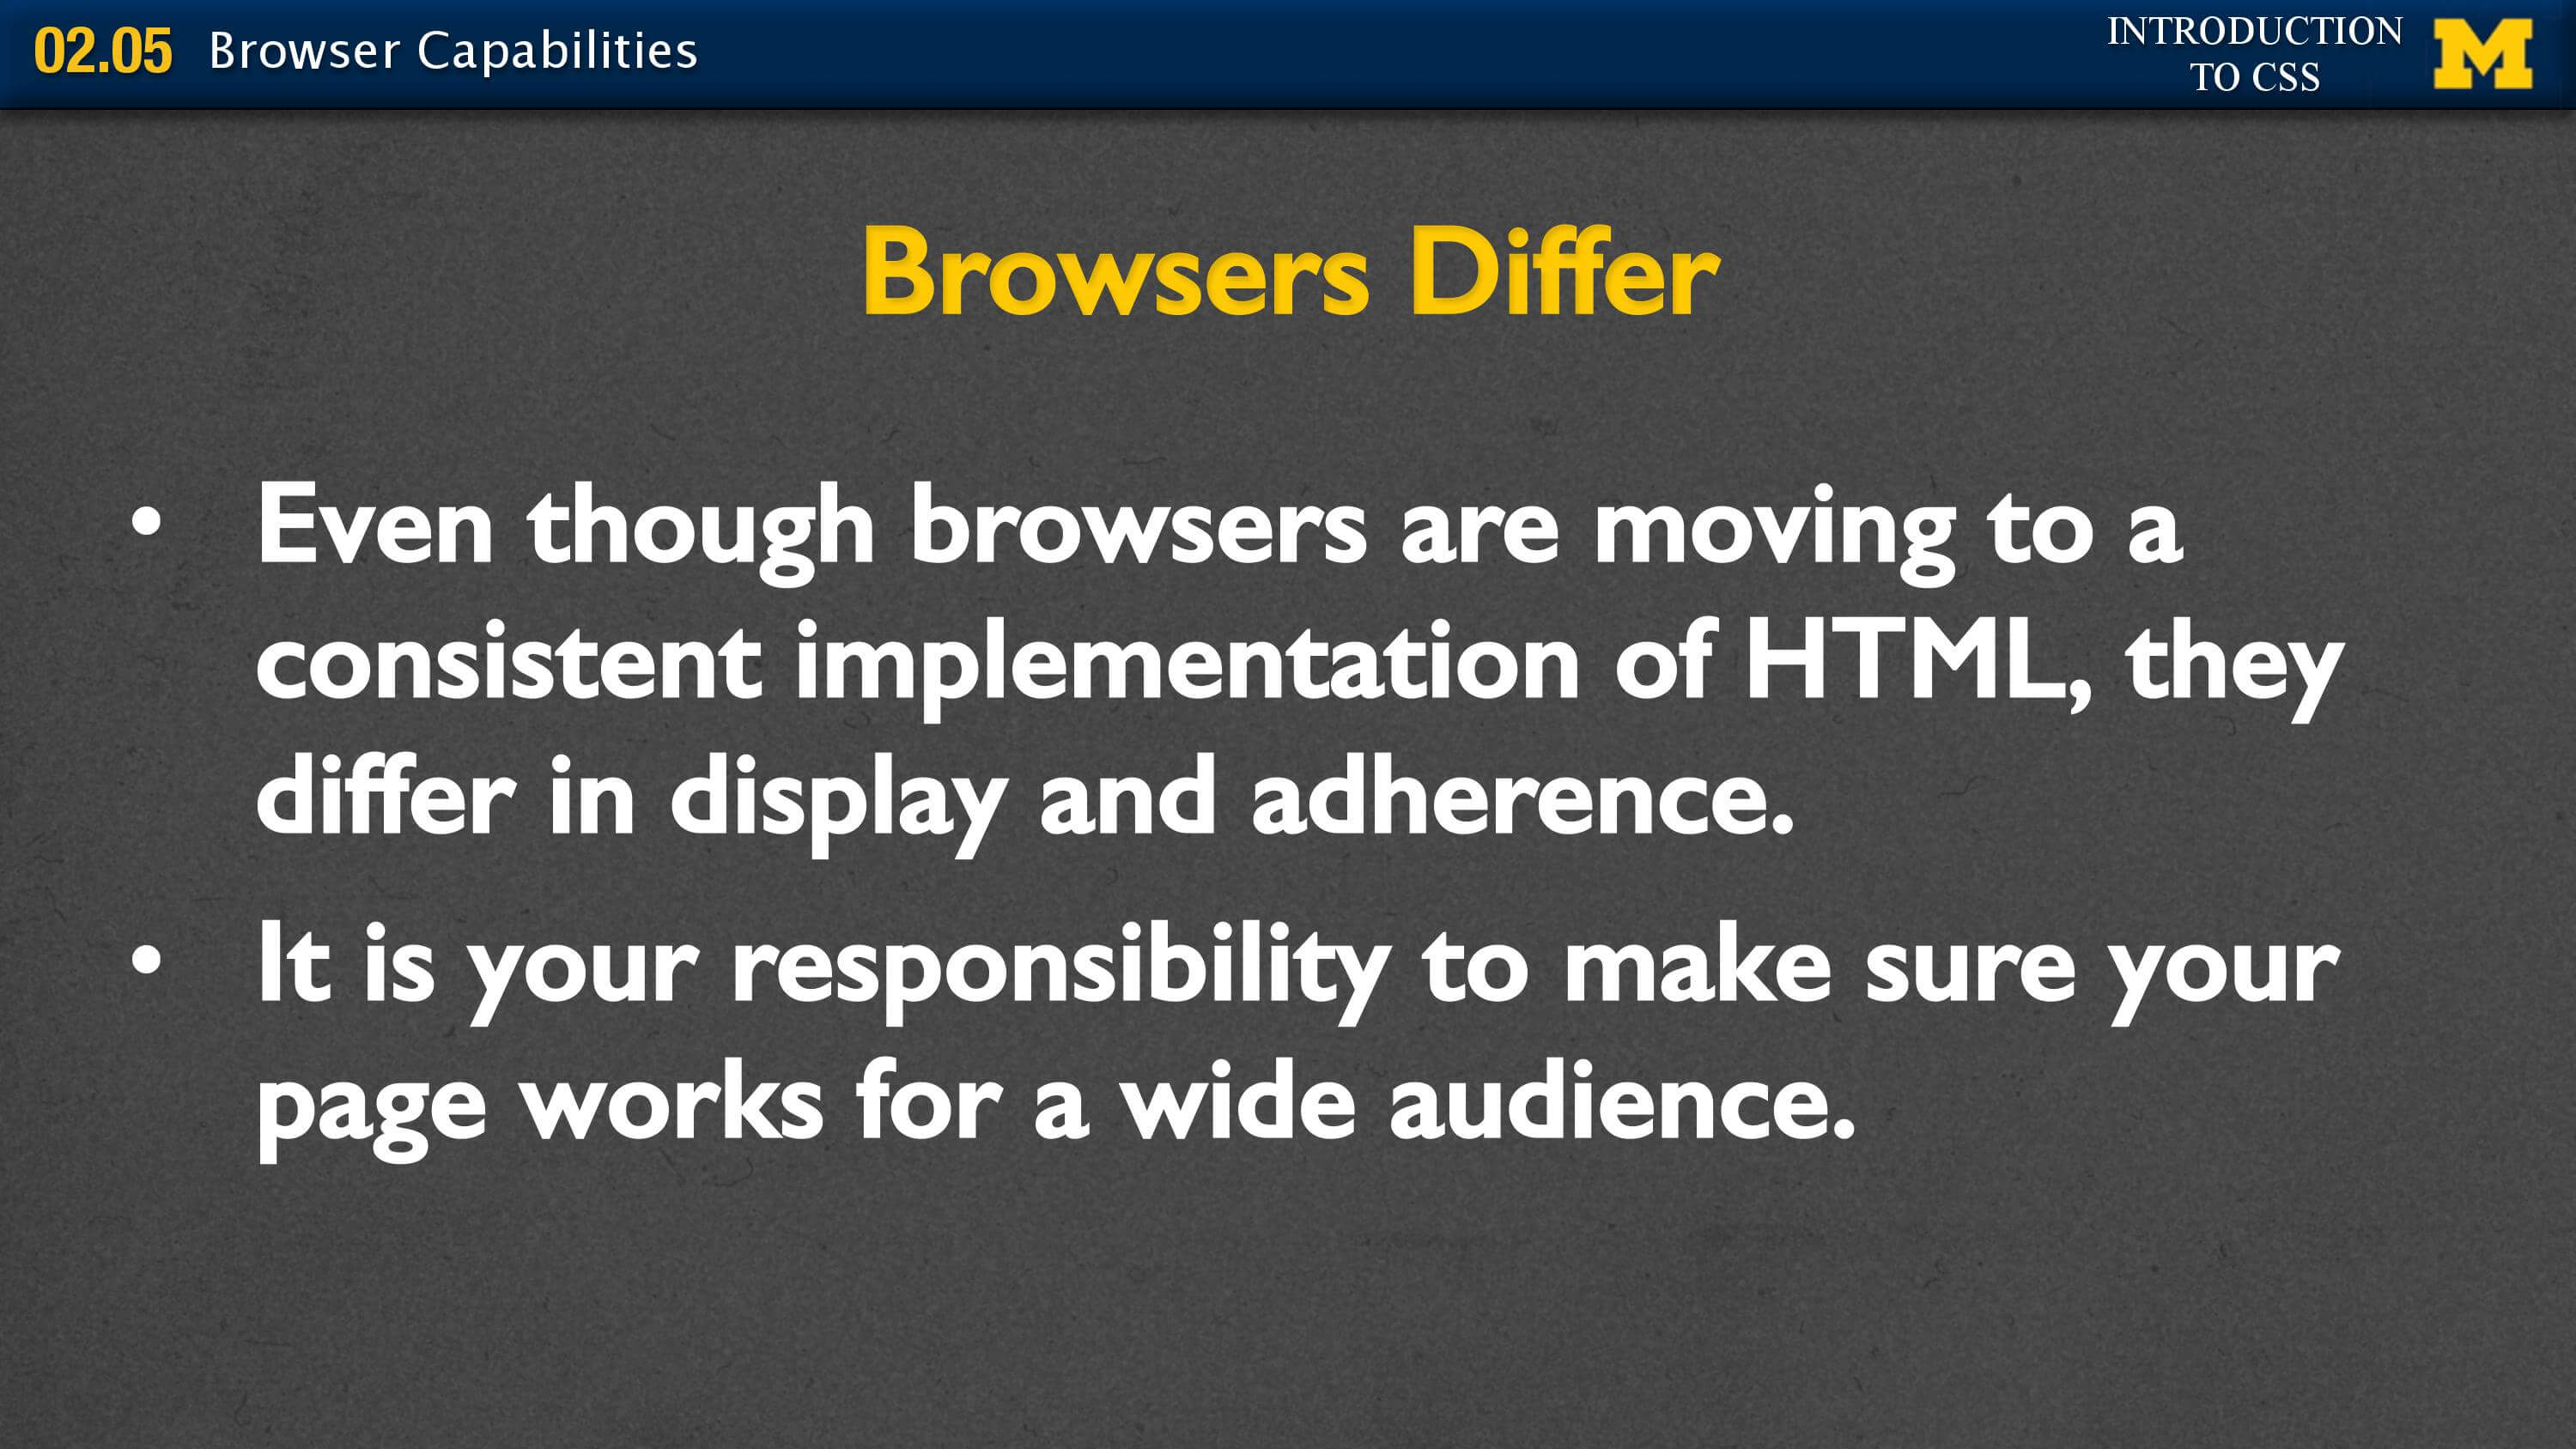 02.05 Browser Capabilities
INTRODUCTION
TO CSS
M
Browsers Differ
• Even though browsers are moving to a
consistent implementation of HTML, they
differ in display and adherence.
• It is your responsibility to make sure your
page works for a wide audience.